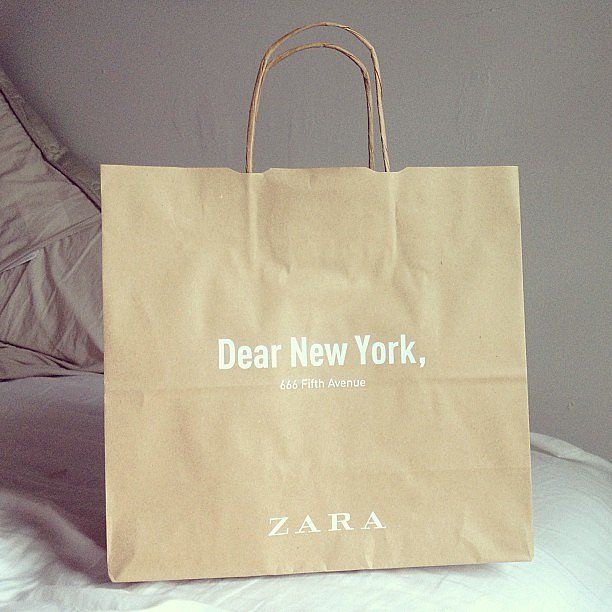 Dear New York,
666 Fifth Avenue
ZARA